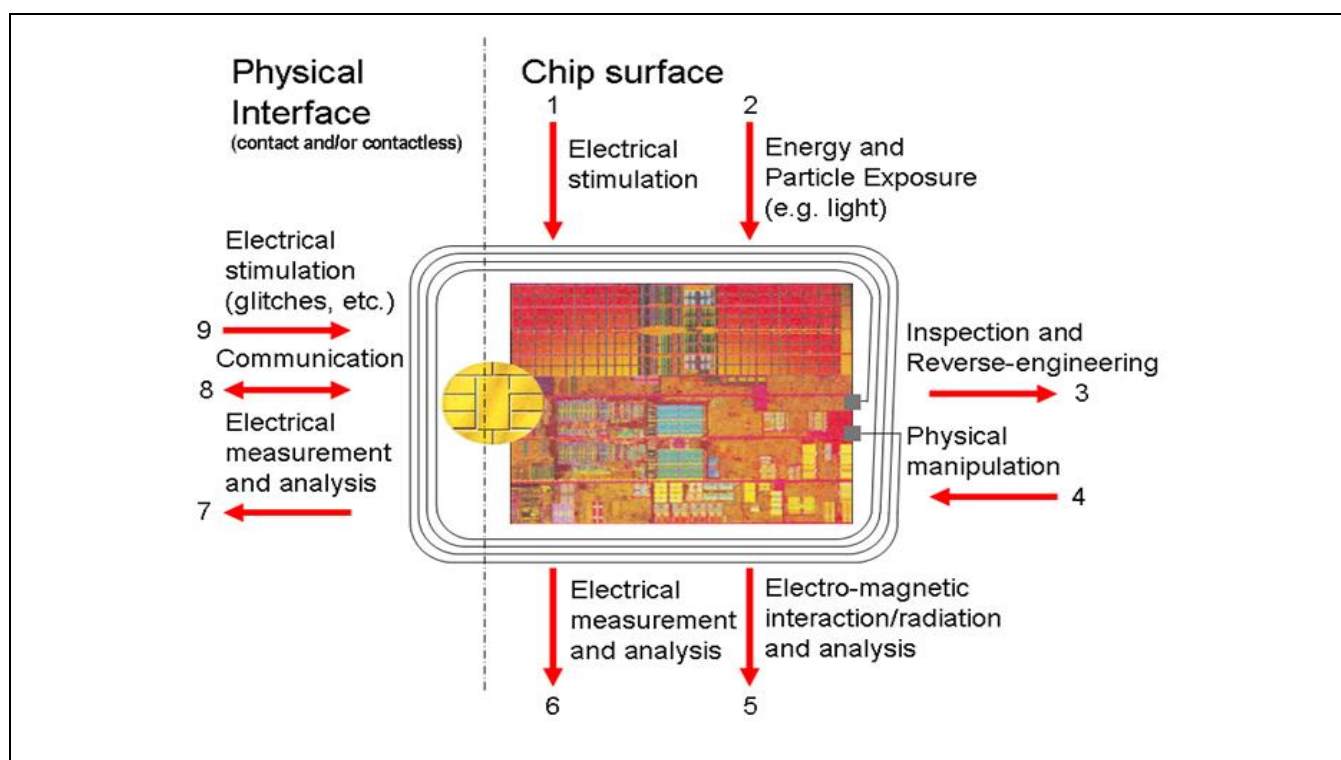 Physical
Interface
(contact and/or contactless)
Chip surface
1
2
Electrical
stimulation
Energy and
Particle Exposure
(e.g. light)
Electrical
stimulation
(glitches, etc.)
9
Communication
8
Electrical
measurement
and analysis
7
Inspection and
Reverse-engineering
3
Physical
manipulation
4
Electrical
measurement
and analysis
6
Electro-magnetic
interaction/radiation
and analysis
5